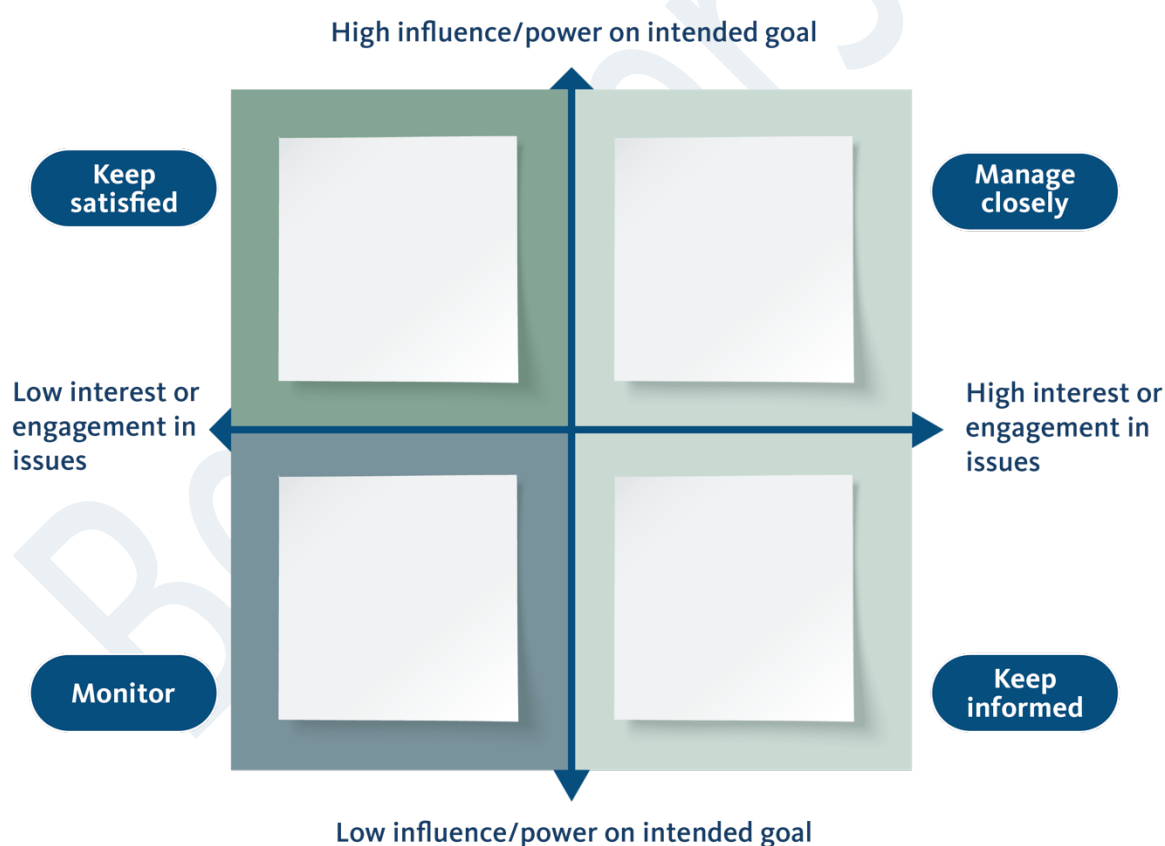 High influence/power on intended goal
Keep
satisfied
Manage
closely
Low interest or
engagement in
issues
High interest or
engagement in
issues
Monitor
Keep
informed
Low influence/power on intended goal